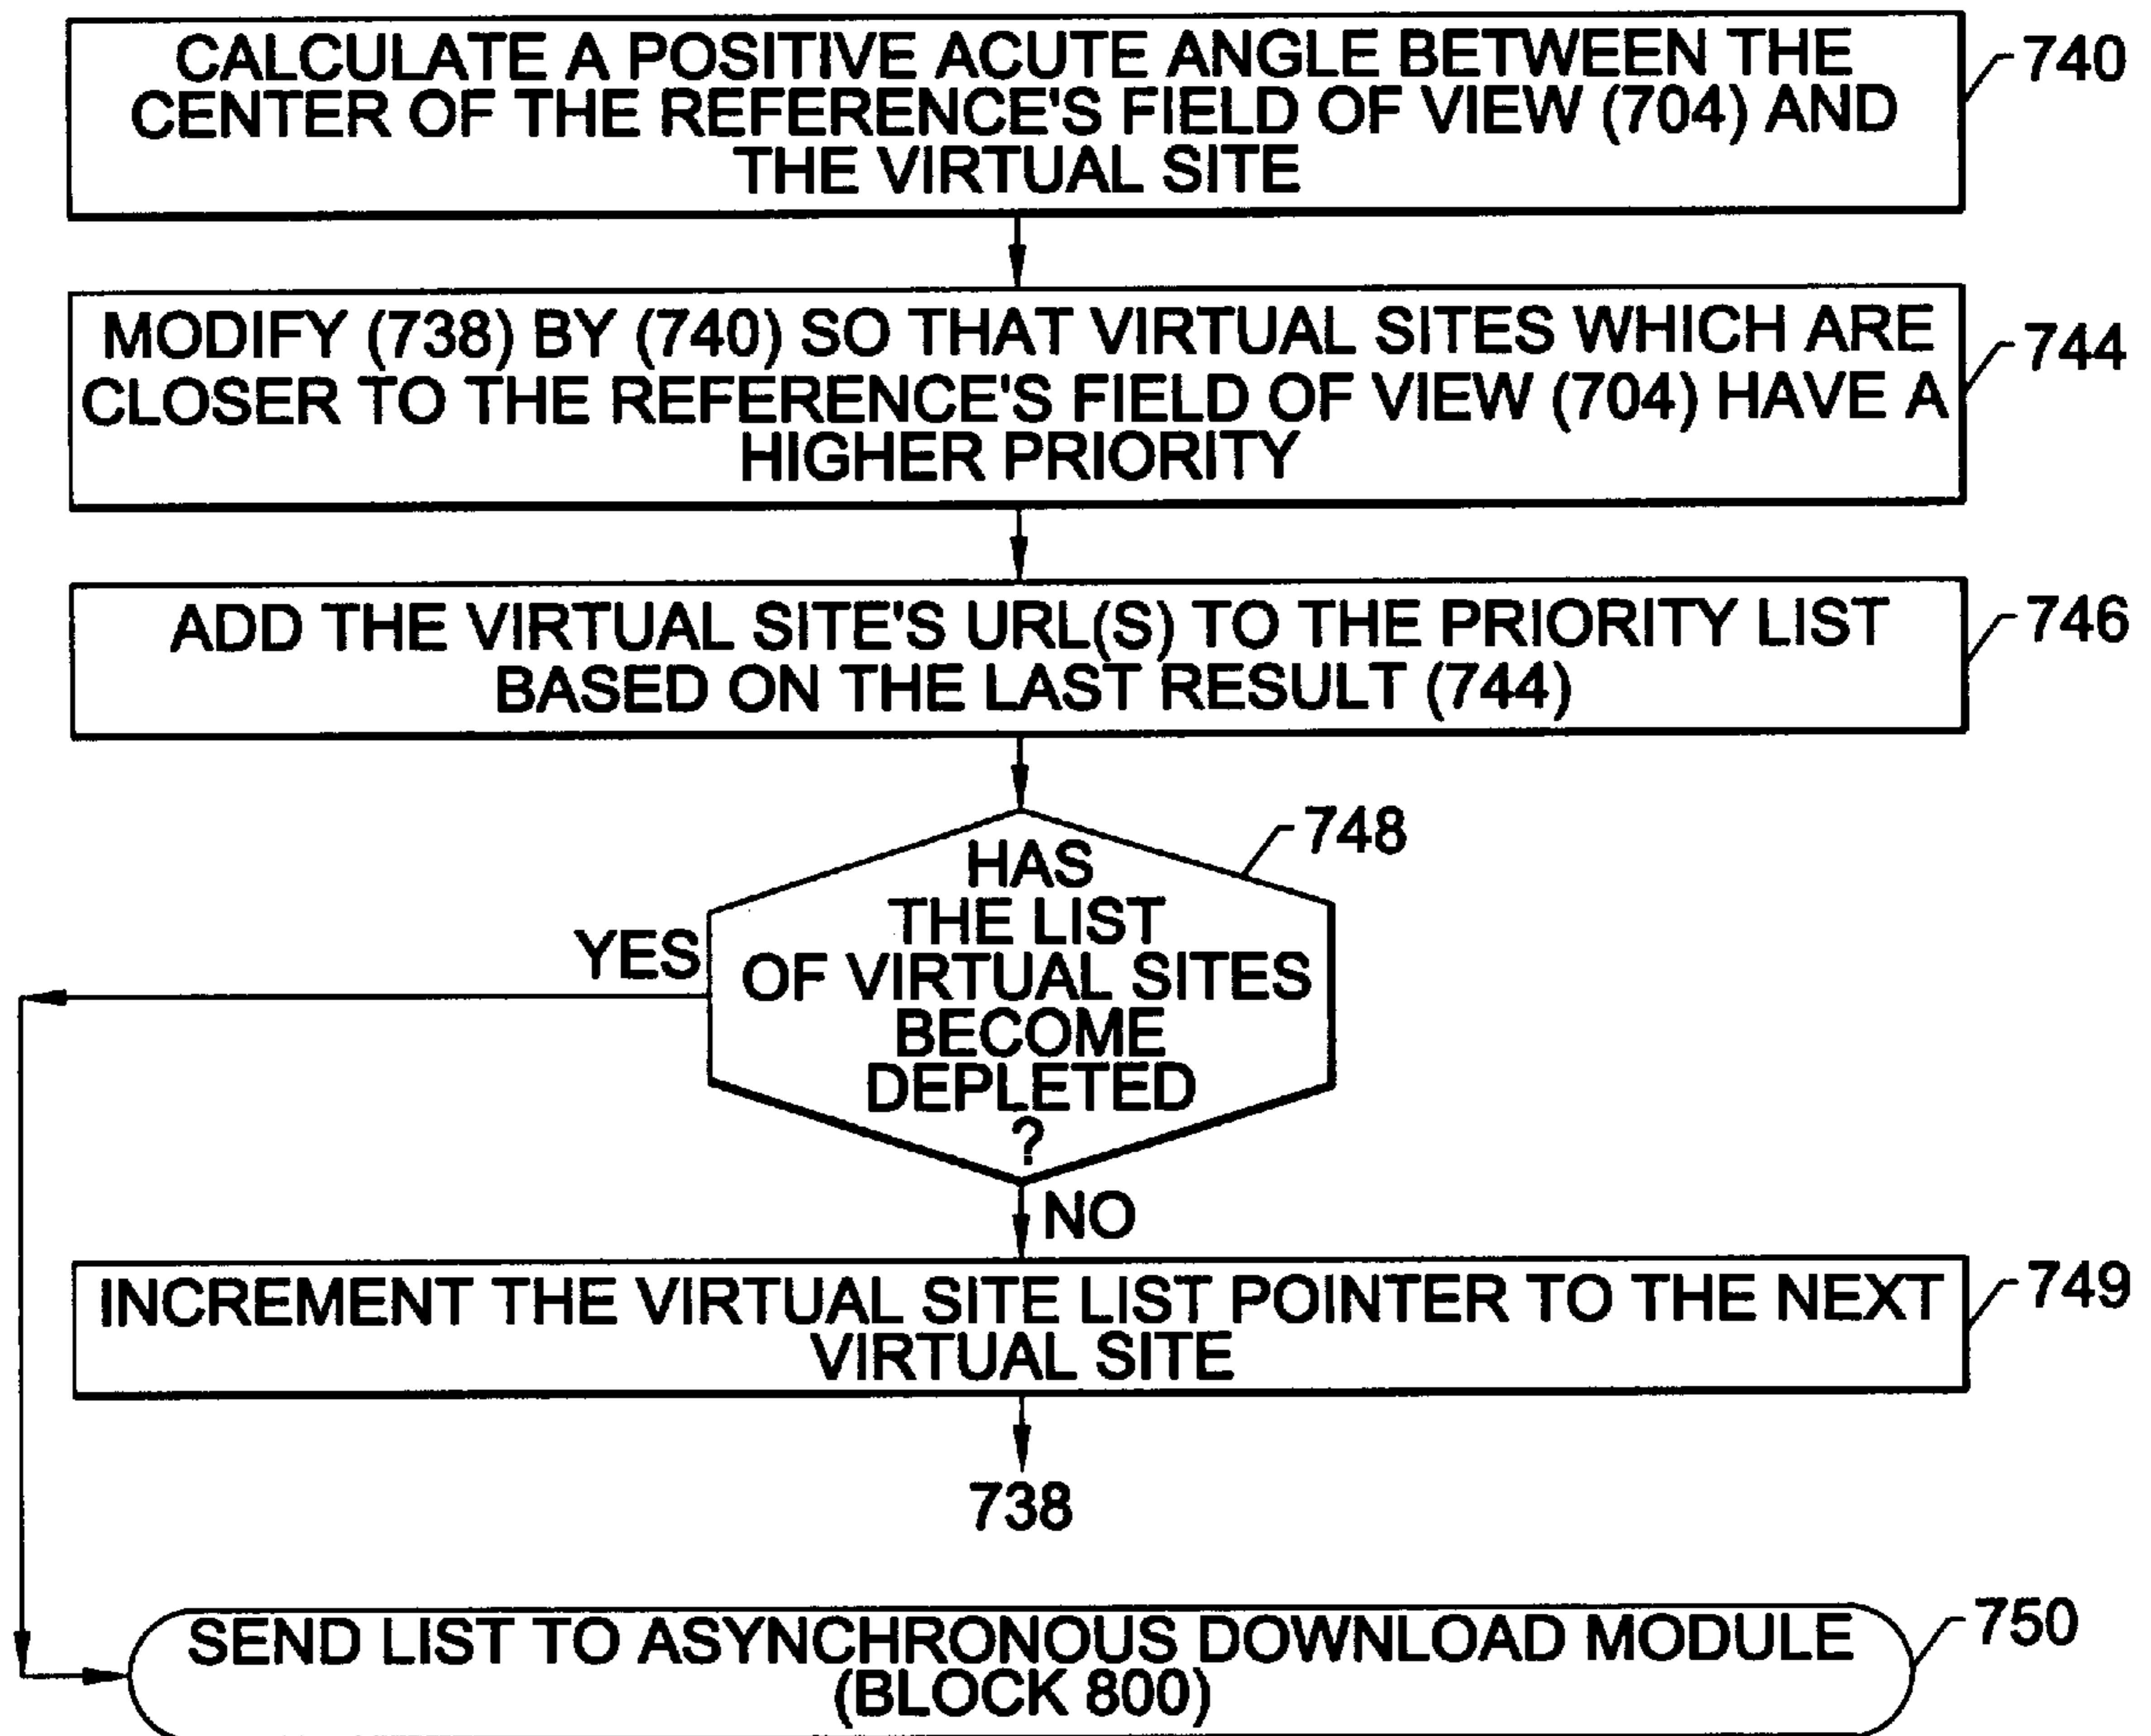 CALCULATE A POSITIVE ACUTE ANGLE BETWEEN THE
CENTER OF THE REFERENCE'S FIELD OF VIEW (704) AND
THE VIRTUAL SITE
740
MODIFY (738) BY (740) SO THAT VIRTUAL SITES WHICH ARE
CLOSER TO THE REFERENCE'S FIELD OF VIEW (704) HAVE A
HIGHER PRIORITY
744
ADD THE VIRTUAL SITE'S URL(S) TO THE PRIORITY LIST
BASED ON THE LAST RESULT (744)
746
748
HAS
THE LIST
OF VIRTUAL SITES
BECOME
DEPLETED
?
YES
NO
INCREMENT THE VIRTUAL SITE LIST POINTER TO THE NEXT
VIRTUAL SITE
749
738
SEND LIST TO ASYNCHRONOUS DOWNLOAD MODULE
(BLOCK 800)
750